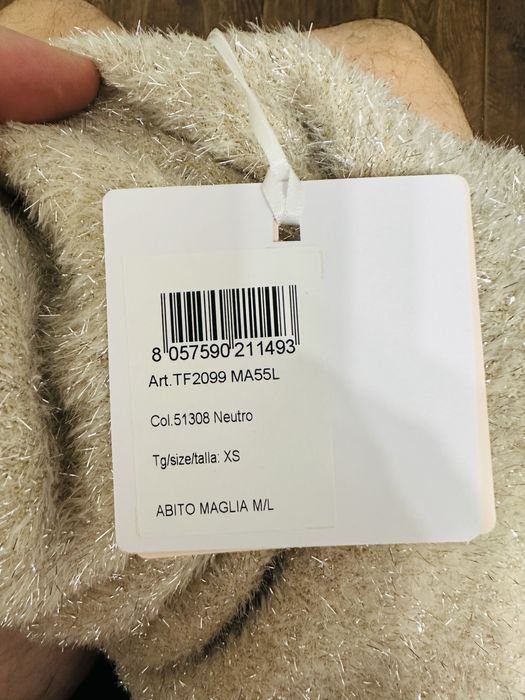 8 057590 211493
Art.TF2099 MA55L
Col.51308 Neutro
Tg/size/talla: XS
ABITO MAGLIA M/L